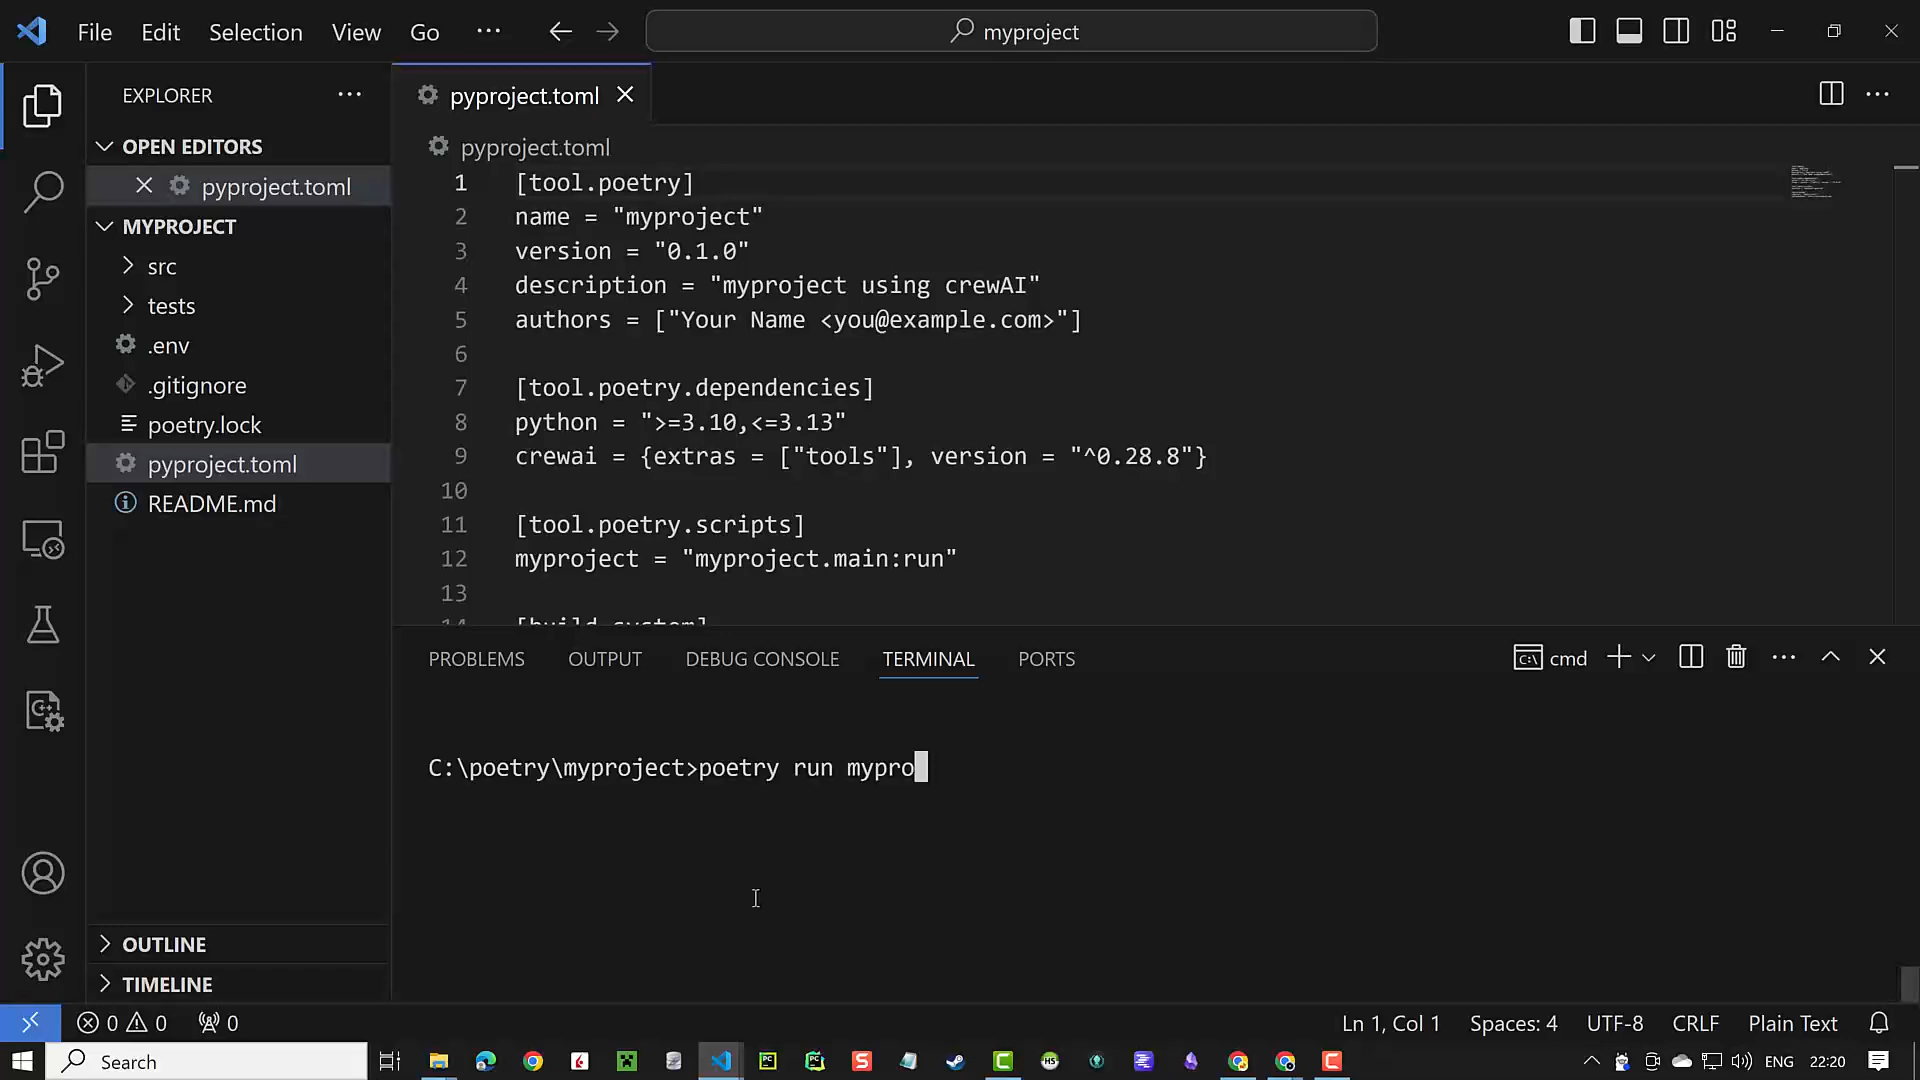 File Edit Selection View Go ···
myproject
EXPLORER ···
OPEN EDITORS
pyproject.toml
MYPROJECT
src
tests
.env
.gitignore
poetry.lock
pyproject.toml
README.md
OUTLINE
TIMELINE
pyproject.toml
pyproject.toml
1 [tool.poetry]
2 name = "myproject"
3 version = "0.1.0"
4 description = "myproject using crewAI"
5 authors = ["Your Name <you@example.com>"]
6
7 [tool.poetry.dependencies]
8 python = ">=3.10,<=3.13"
9 crewai = {extras = ["tools"], version = "^0.28.8"}
10
11 [tool.poetry.scripts]
12 myproject = "myproject.main:run"
13
14 [build-system]
PROBLEMS OUTPUT DEBUG CONSOLE TERMINAL PORTS
cmd
C:\poetry\myproject>poetry run mypro
0 0 0
Ln 1, Col 1 Spaces: 4 UTF-8 CRLF Plain Text
Search
ENG 22:20